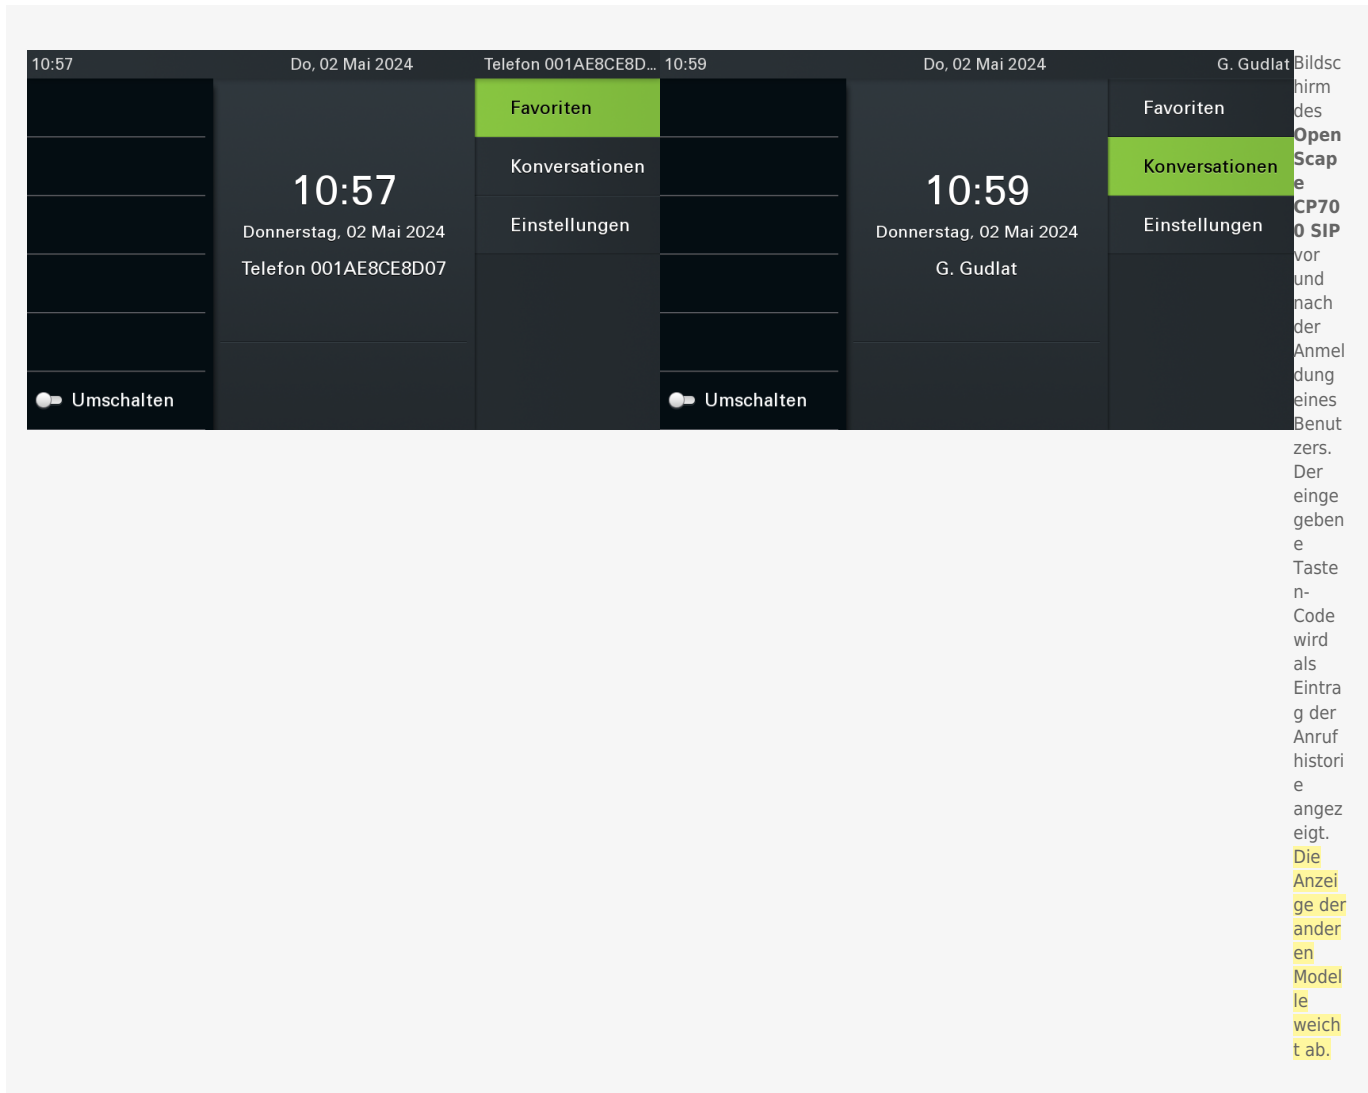 10:57
Do, 02 Mai 2024
Telefon 001AE8CE8D...
Favoriten
Konversationen
Einstellungen
10:57
Donnerstag, 02 Mai 2024
Telefon 001AE8CE8D07
Umschalten
10:59
Do, 02 Mai 2024
G. Gudlat
Favoriten
Konversationen
Einstellungen
10:59
Donnerstag, 02 Mai 2024
G. Gudlat
Umschalten
Bildsc
hirm
des
Open
Scap
e
CP70
0 SIP
vor
und
nach
der
Anmel
dung
eines
Benut
zers.
Der
einge
geben
e
Taste
n-
Code
wird
als
Eintra
g der
Anruf
histori
e
angez
eigt.
Die
Anzei
ge der
ander
en
Model
le
weich
t ab.